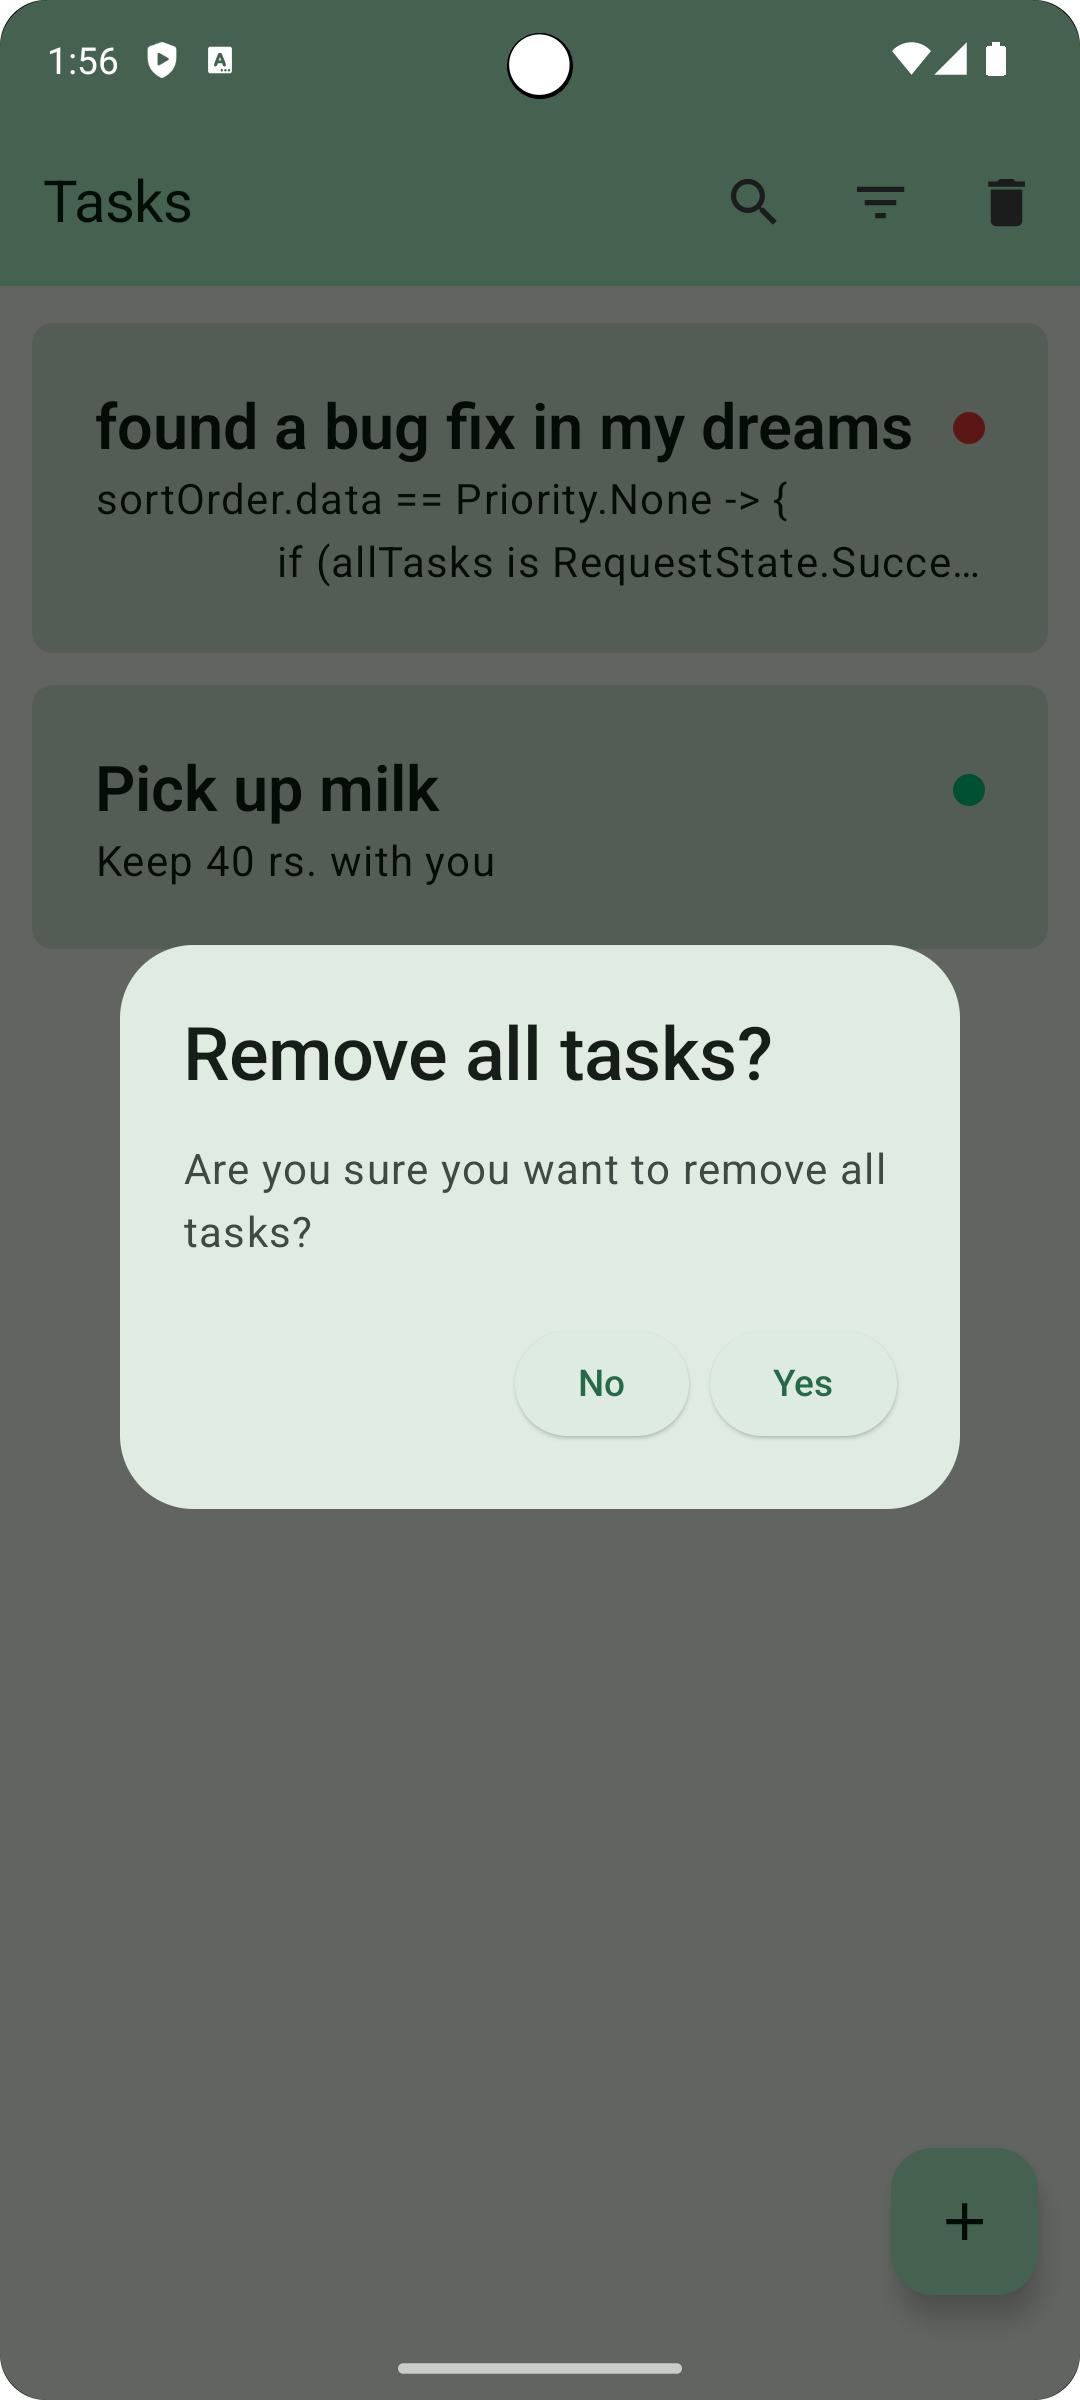 1:56
Tasks
found a bug fix in my dreams
sortOrder.data == Priority.None -> {
if (allTasks is RequestState.Succe…
Pick up milk
Keep 40 rs. with you
Remove all tasks?
Are you sure you want to remove all
tasks?
No
Yes